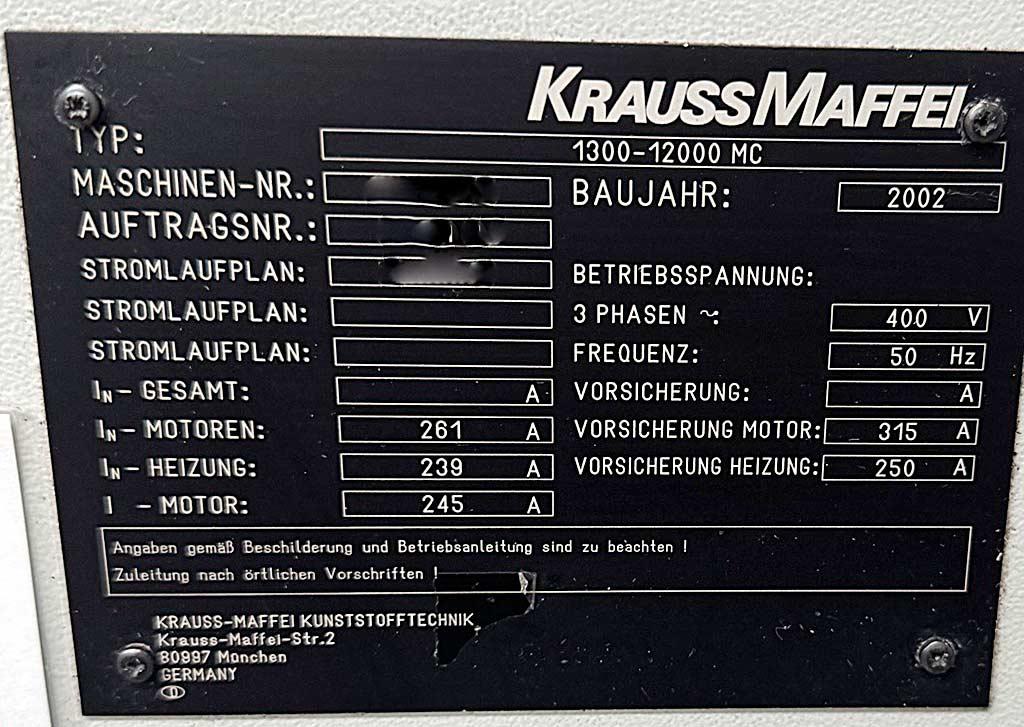 KRAUSSMAFFEI
TYP: 1300-12000 MC
MASCHINEN-NR.: BAUJAHR: 2002
AUFTRAGSNR.:
STROMLAUFPLAN: BETRIEBSSPANNUNG:
STROMLAUFPLAN: 3 PHASEN ~: 400 V
STROMLAUFPLAN: FREQUENZ: 50 Hz
IN- GESAMT: A VORSICHERUNG: A
IN- MOTOREN: 261 A VORSICHERUNG MOTOR: 315 A
IN- HEIZUNG: 239 A VORSICHERUNG HEIZUNG: 250 A
I - MOTOR: 245 A
Angaben gemäß Beschilderung und Betriebsanleitung sind zu beachten !
Zuleitung nach örtlichen Vorschriften !
KRAUSS-MAFFEI KUNSTSTOFFTECHNIK
Krauss-Maffei-Str.2
80997 München
GERMANY